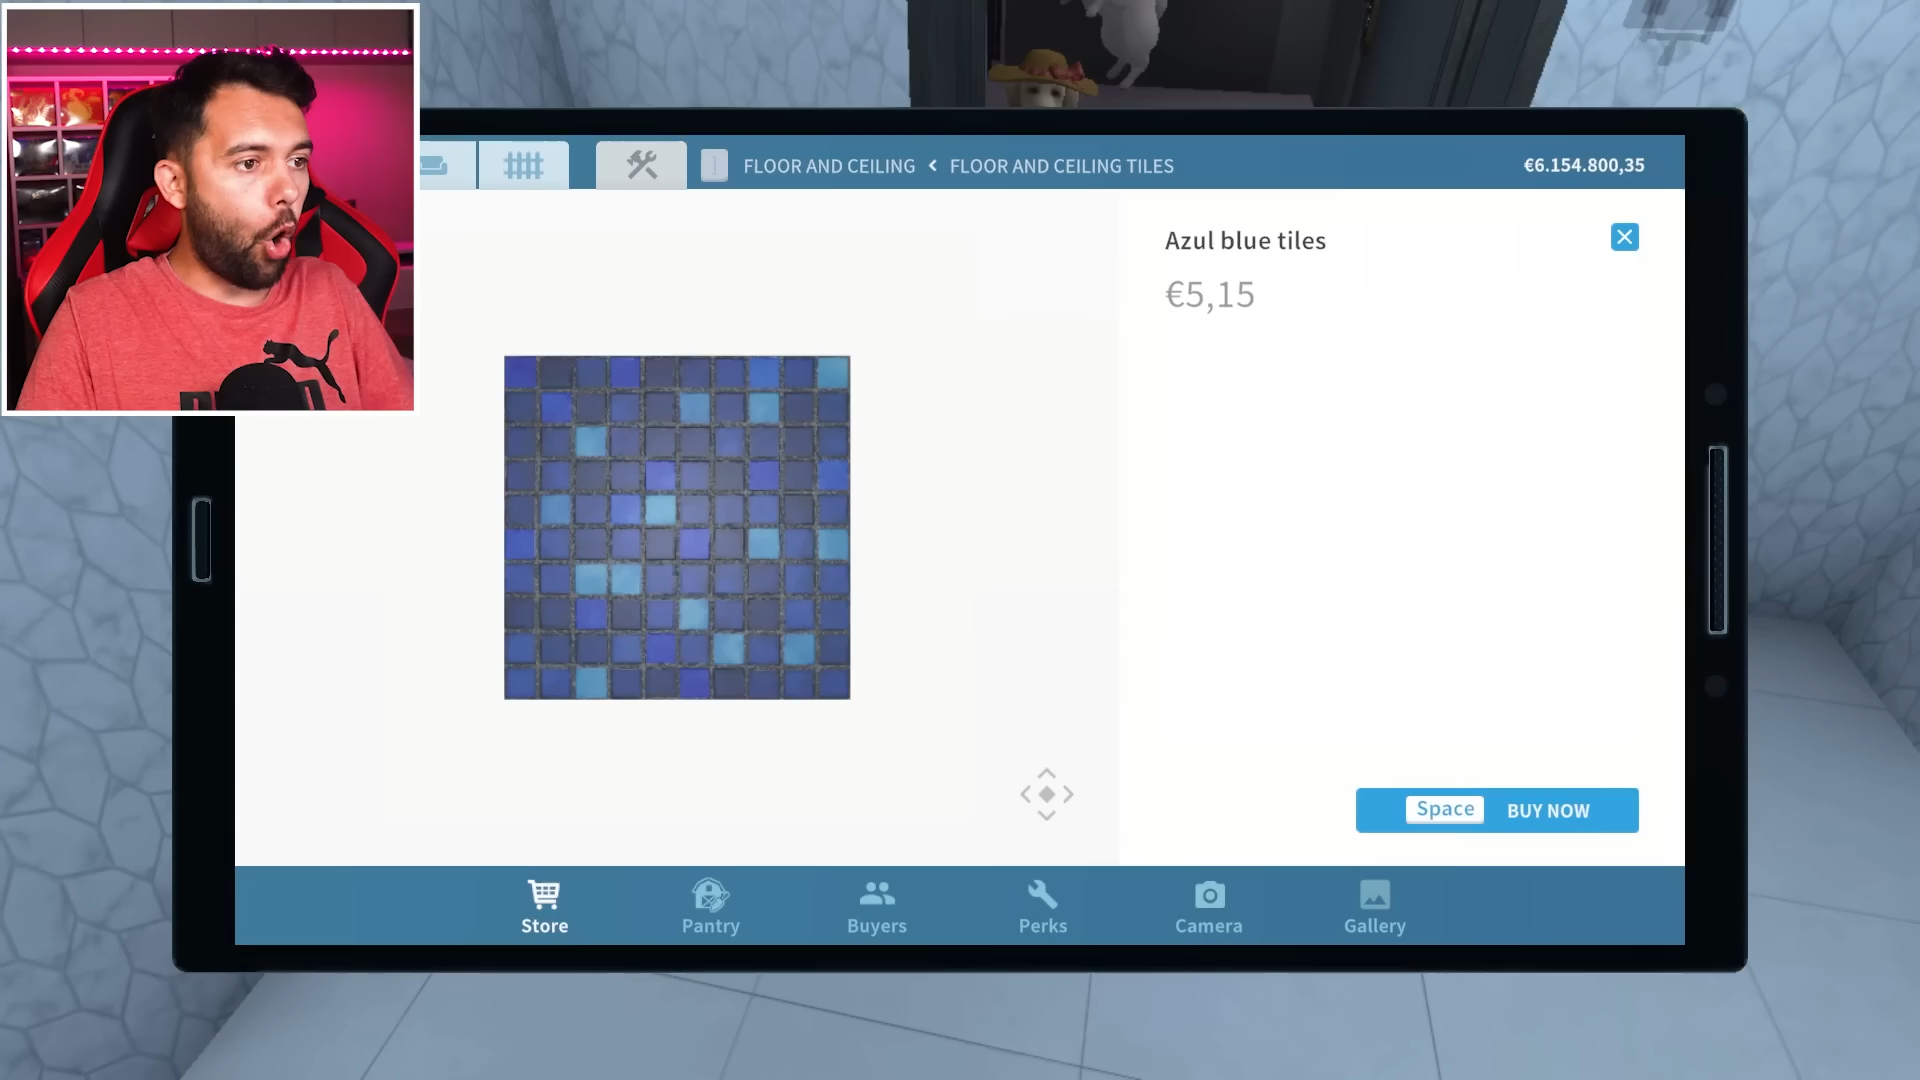 FLOOR AND CEILING < FLOOR AND CEILING TILES
€6.154.800,35
Azul blue tiles
€5,15
Space BUY NOW
Store
Pantry
Buyers
Perks
Camera
Gallery